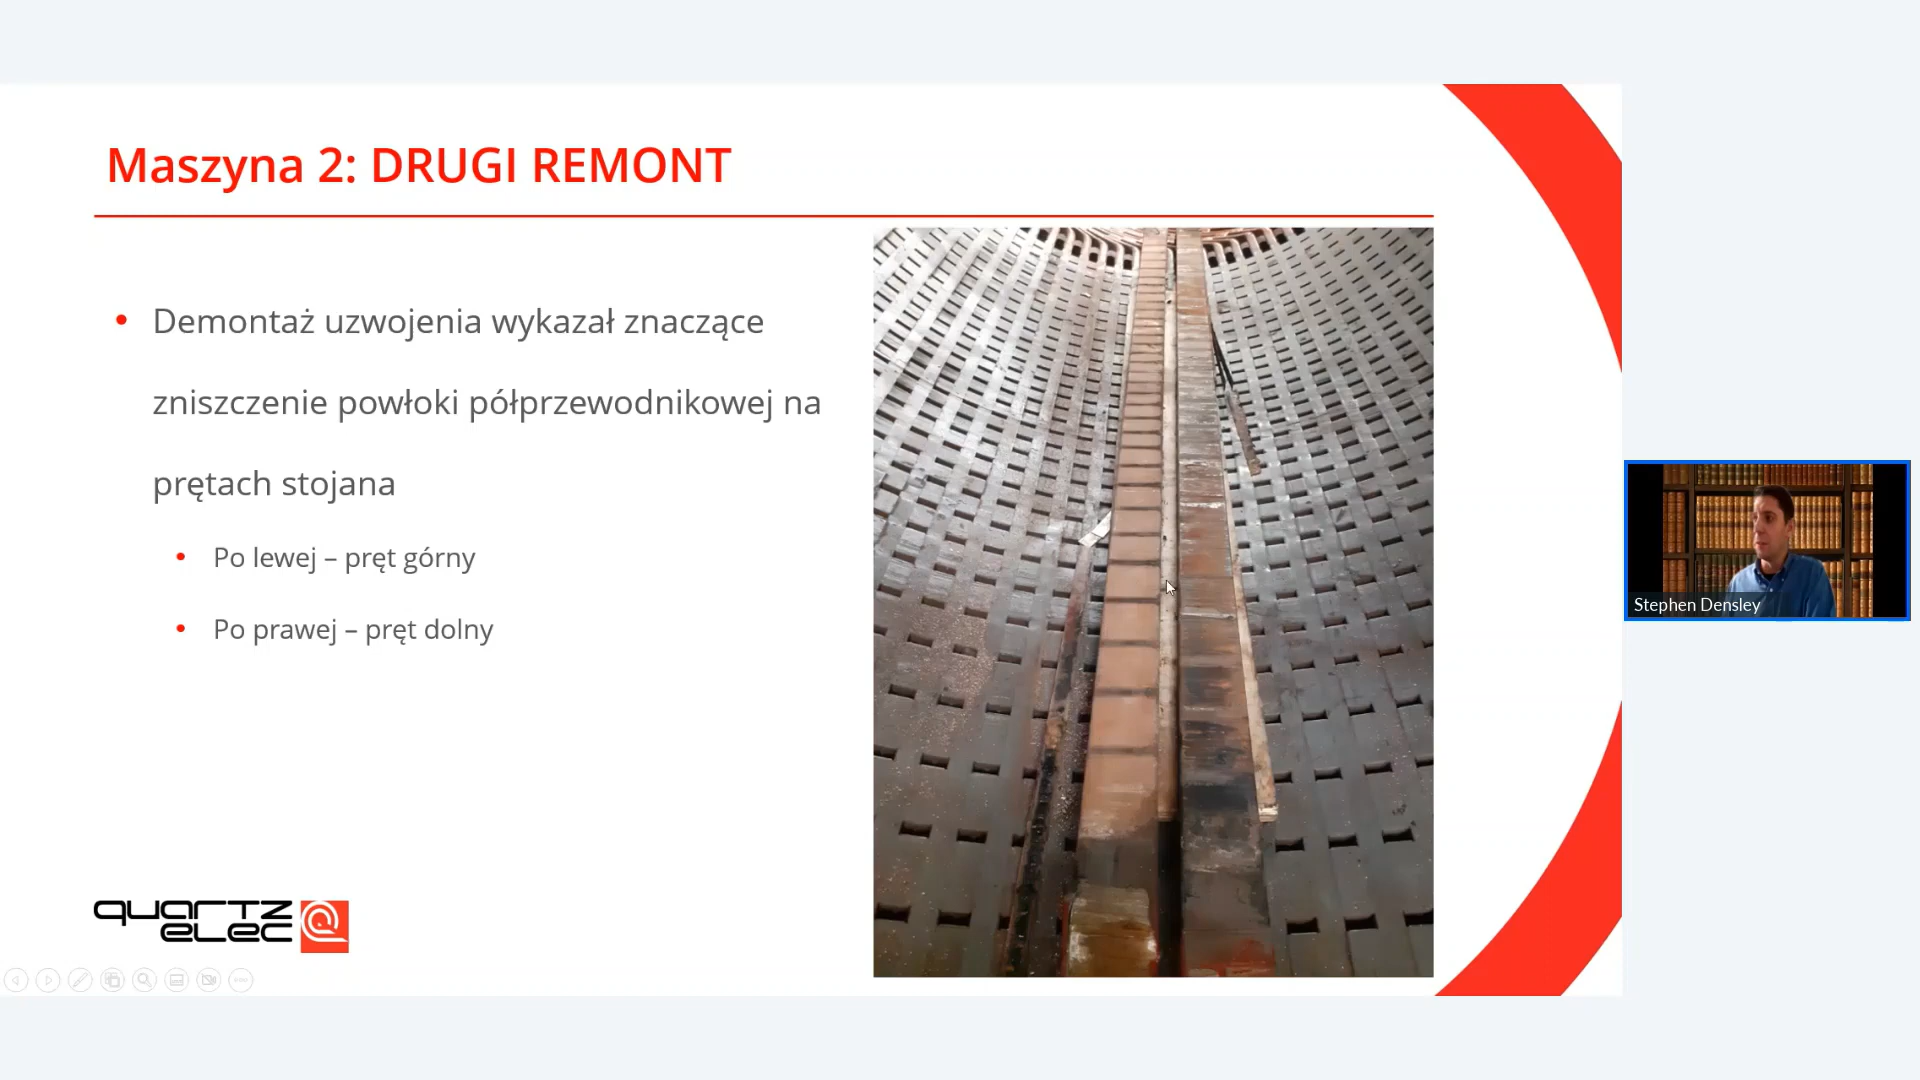 Maszyna 2: DRUGI REMONT
Demontaż uzwojenia wykazał znaczące
zniszczenie powłoki półprzewodnikowej na
prętach stojana
Po lewej – pręt górny
Po prawej – pręt dolny
quartz
elec
Stephen Densley